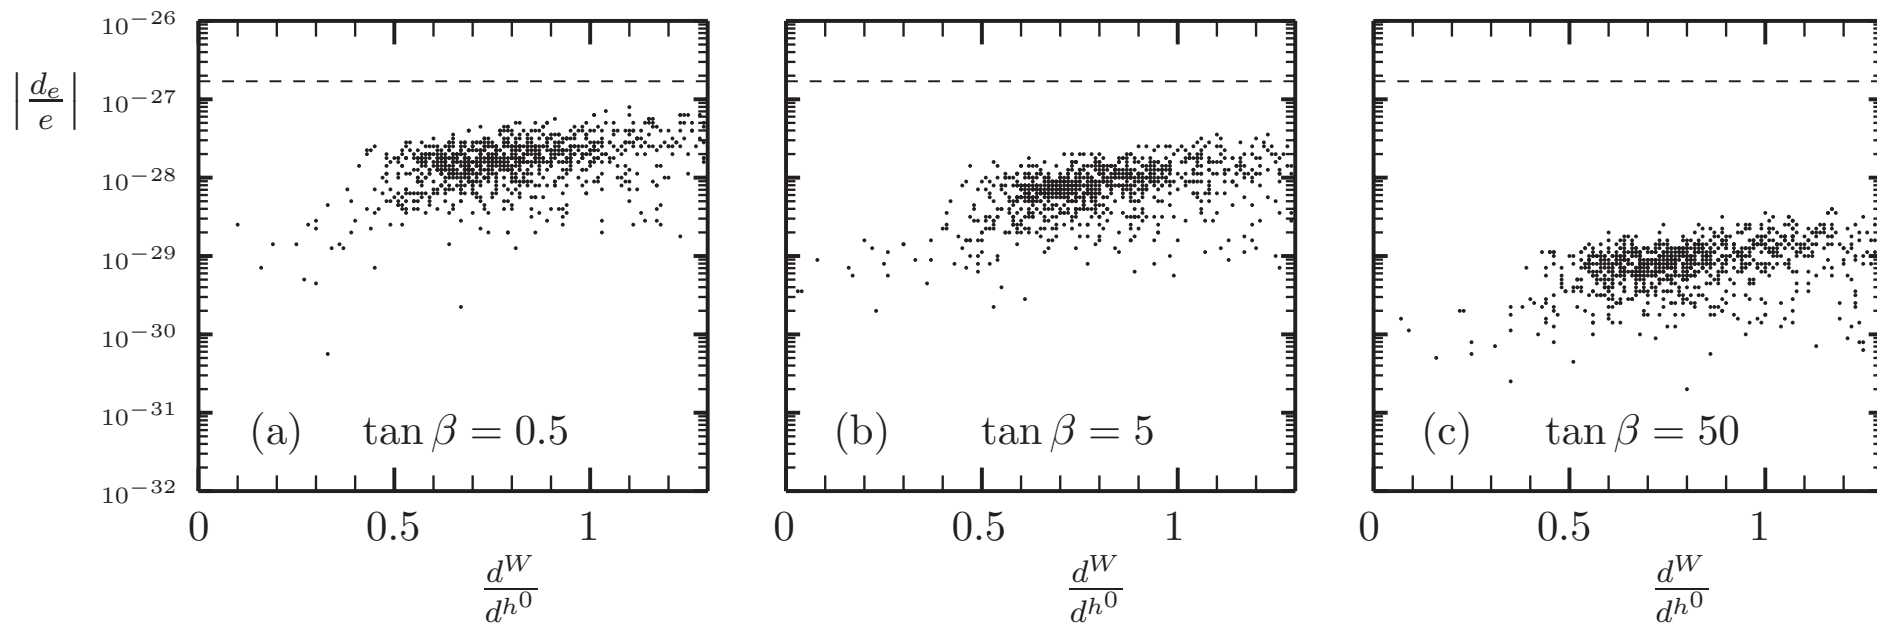 10−26
|d_e/e|
10−27
10−28
10−29
10−30
10−31
10−32
(a) tan β = 0.5
(b) tan β = 5
(c) tan β = 50
0 0.5 1
0 0.5 1
0 0.5 1
d^W/d^{h^0}
d^W/d^{h^0}
d^W/d^{h^0}